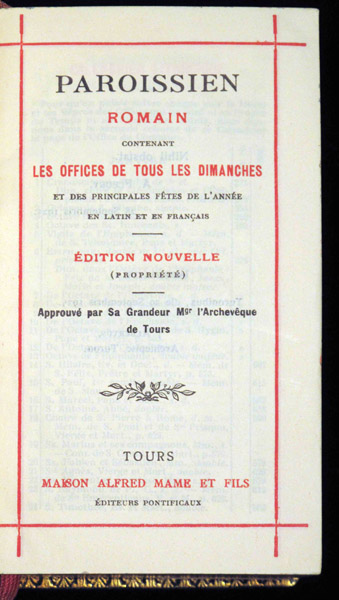 PAROISSIEN
ROMAIN
CONTENANT
LES OFFICES DE TOUS LES DIMANCHES
ET DES PRINCIPALES FÊTES DE L'ANNÉE
EN LATIN ET EN FRANÇAIS
ÉDITION NOUVELLE
(PROPRIÉTÉ)
Approuvé par Sa Grandeur Mgr l'Archevêque
de Tours
TOURS
MAISON ALFRED MAME ET FILS
ÉDITEURS PONTIFICAUX